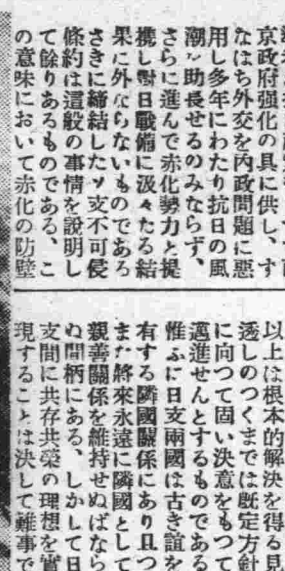 京政府强化の具に供し、す
なはち外交を内政問題に惡
用し多年にわたり抗日の風
潮を助長せるのみならず、
さらに進んで赤化勢力と提
携し對日戰備に汲々たる結
果に外ならないものである
さきに締結したソ支不可侵
條約は這般の事情を說明し
て餘りあるものである、こ
の意味において赤化の防壁
以上は根本的解決を得る見
透しのつくまでは既定方針
に向つて固い決意をもつて
邁進せんとするものである
惟ふに日支兩國は古き誼を
有する隣國關係にあり且つ
また將來永遠に隣國として
親善關係を維持せねばなら
ぬ間柄にある、しかして日
支間に共存共榮の理想を實
現することは決して難事で